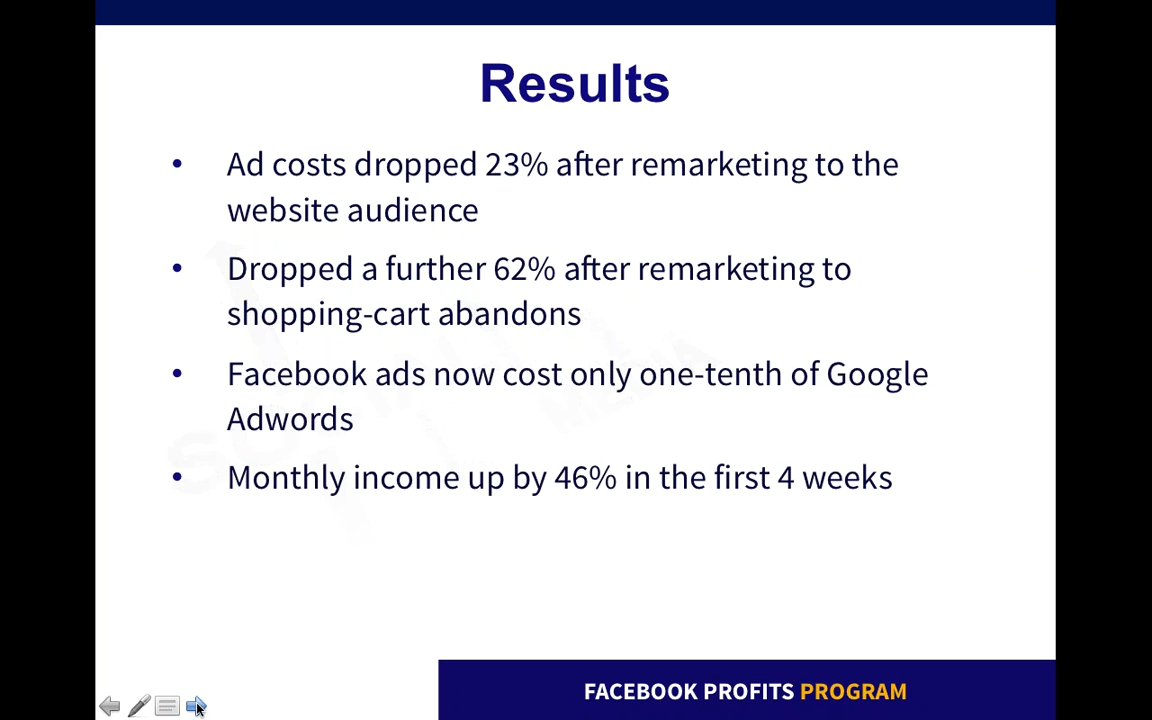 Results
• Ad costs dropped 23% after remarketing to the
website audience
• Dropped a further 62% after remarketing to
shopping-cart abandons
• Facebook ads now cost only one-tenth of Google
Adwords
• Monthly income up by 46% in the first 4 weeks
FACEBOOK PROFITS PROGRAM